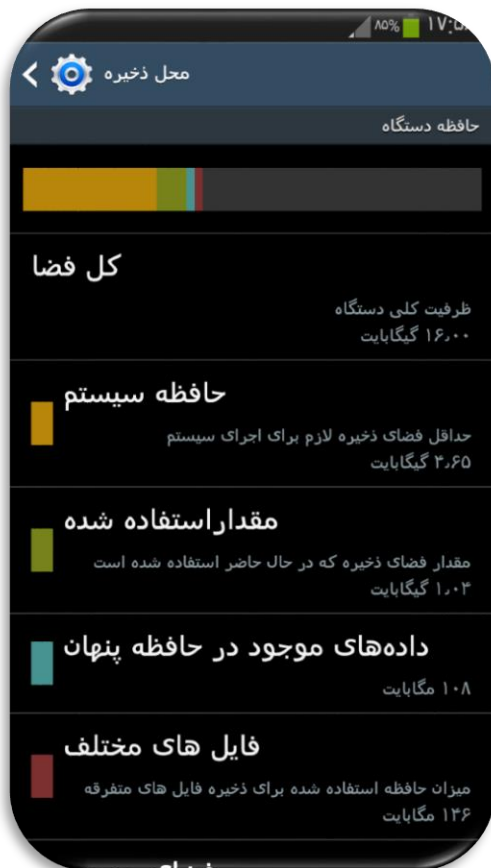 ۸۵%
محل ذخیره
حافظه دستگاه
کل فضا
ظرفیت کلی دستگاه
۱۶٫۰۰ گیگابایت
حافظه سیستم
حداقل فضای ذخیره لازم برای اجرای سیستم
۴٫۶۵ گیگابایت
مقداراستفاده شده
مقدار فضای ذخیره که در حال حاضر استفاده شده است
۱٫۰۴ گیگابایت
داده‌های موجود در حافظه پنهان
۱۰۸ مگابایت
فایل های مختلف
میزان حافظه استفاده شده برای ذخیره فایل های متفرقه
۱۴۶ مگابایت